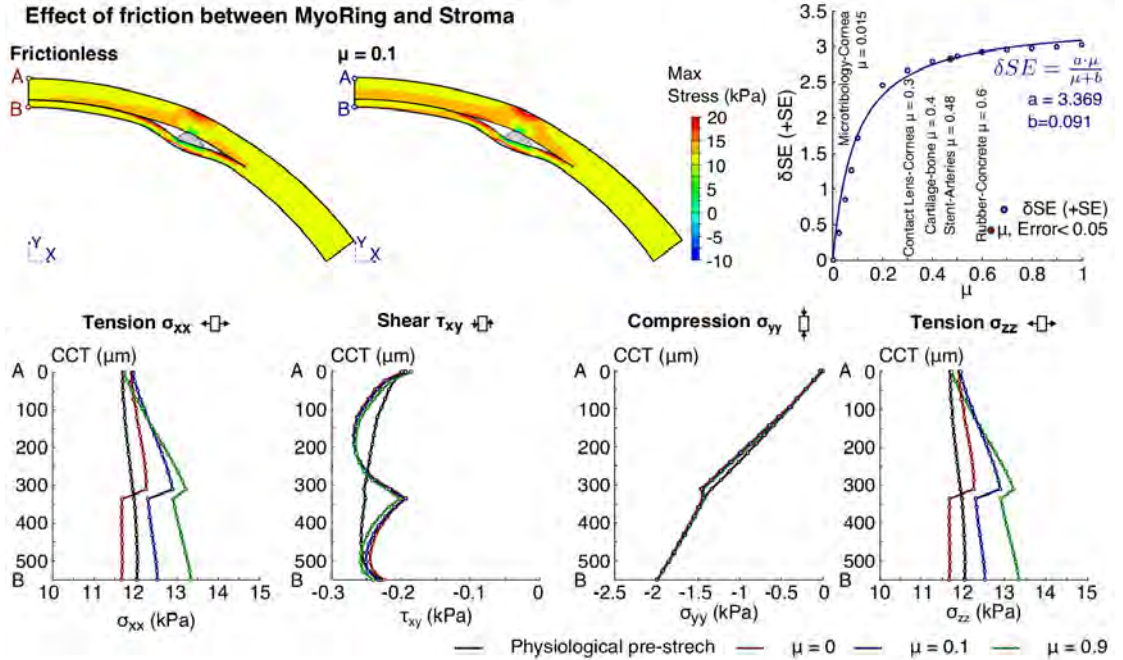 Effect of friction between MyoRing and Stroma
Frictionless
μ = 0.1
A
B
A
B
Y
X
Y
X
Max
Stress (kPa)
20
15
10
5
0
-5
-10
δSE (+SE)
3.5
3
2.5
2
1.5
1
0.5
0
0
0.2
0.4
0.6
0.8
1
μ
Microtribology-Cornea
μ = 0.015
Contact Lens-Cornea μ = 0.3
Cartilage-bone μ = 0.4
Stent-Arteries μ = 0.48
Rubber-Concrete μ = 0.6
δSE = a·μ / μ+b
a = 3.369
b=0.091
δSE (+SE)
μ, Error< 0.05
Tension σxx
CCT (μm)
A
0
100
200
300
400
500
B
10 11 12 13 14 15
σxx (kPa)
Shear τxy
CCT (μm)
A
0
100
200
300
400
500
B
-0.3 -0.2 -0.1 0
τxy (kPa)
Compression σyy
CCT (μm)
A
0
100
200
300
400
500
B
-2.5 -2 -1.5 -1 -0.5 0
σyy (kPa)
Tension σzz
CCT (μm)
A
0
100
200
300
400
500
B
10 11 12 13 14 15
σzz (kPa)
Physiological pre-strech
μ = 0
μ = 0.1
μ = 0.9